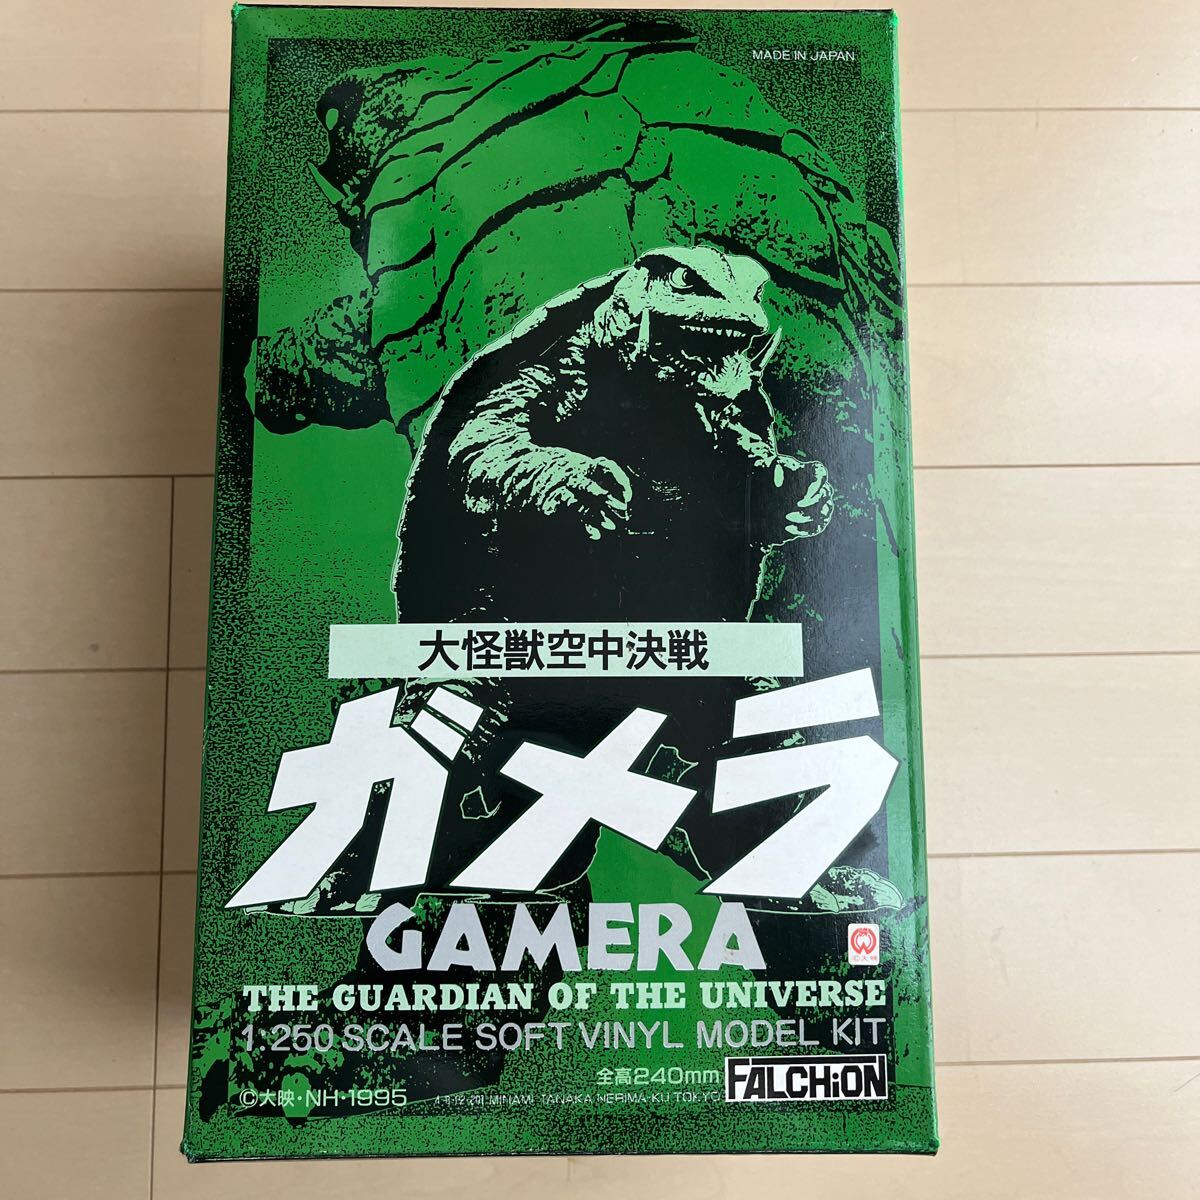 MADE IN JAPAN
大怪獣空中決戦
ガメラ
GAMERA
©大映
THE GUARDIAN OF THE UNIVERSE
1:250 SCALE SOFT VINYL MODEL KIT
全高240mm FALCHiON
©大映・NH・1995
MINAMI TANAKA NERIMA-KU TOKYO